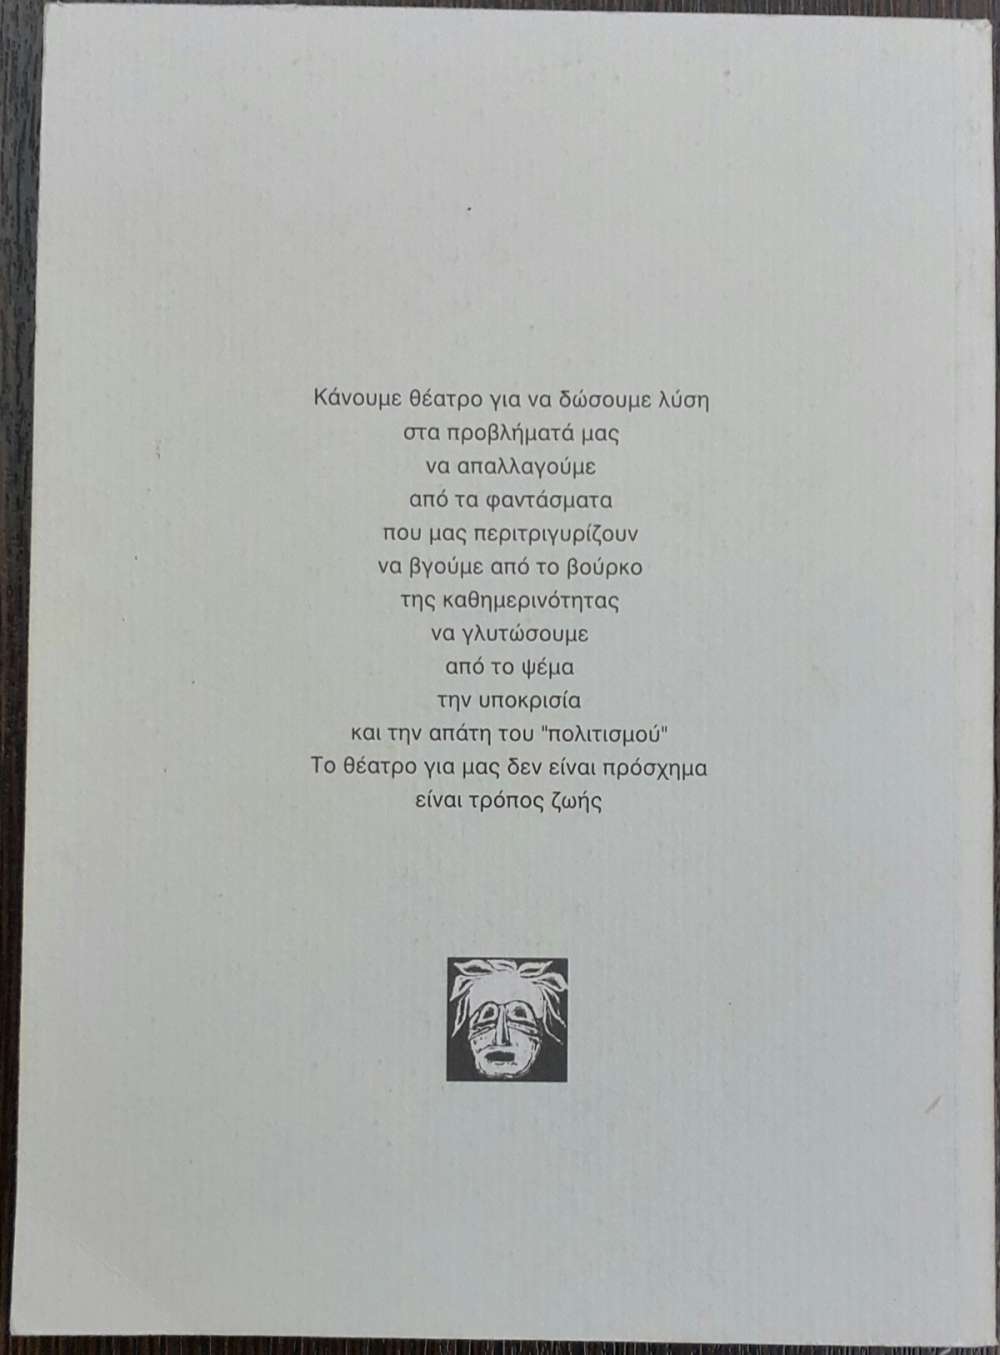 Κάνουμε θέατρο για να δώσουμε λύση
στα προβλήματά μας
να απαλλαγούμε
από τα φαντάσματα
που μας περιτριγυρίζουν
να βγούμε από το βούρκο
της καθημερινότητας
να γλυτώσουμε
από το ψέμα
την υποκρισία
και την απάτη του "πολιτισμού"
Το θέατρο για μας δεν είναι πρόσχημα
είναι τρόπος ζωής